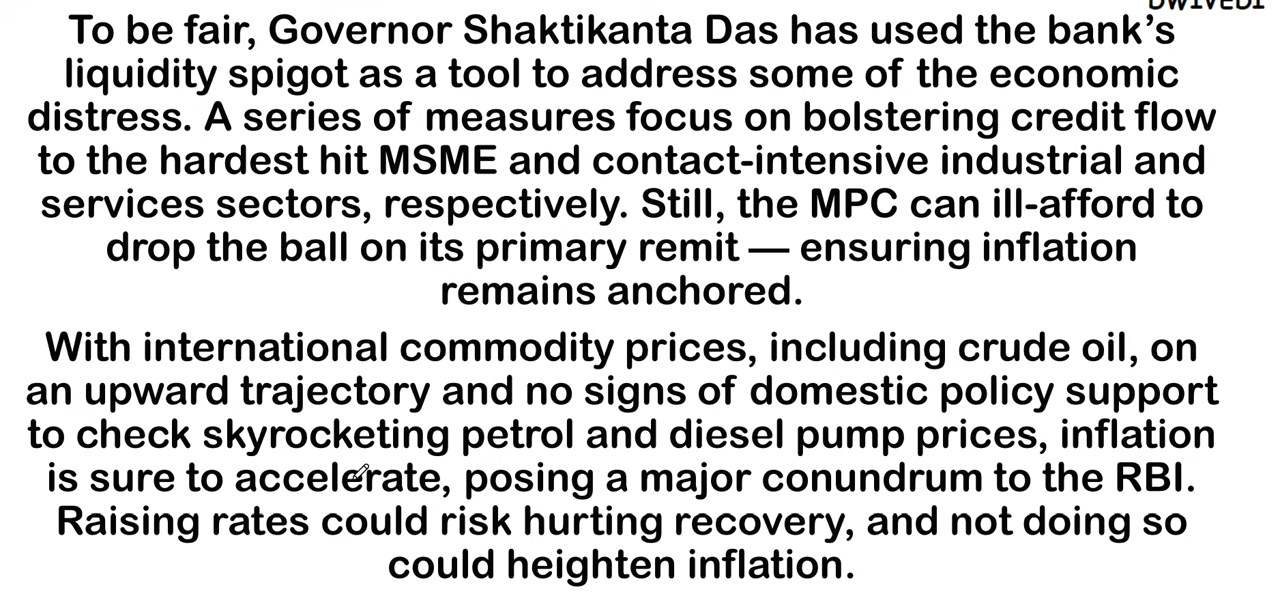 DWIVEDI
To be fair, Governor Shaktikanta Das has used the bank’s
liquidity spigot as a tool to address some of the economic
distress. A series of measures focus on bolstering credit flow
to the hardest hit MSME and contact-intensive industrial and
services sectors, respectively. Still, the MPC can ill-afford to
drop the ball on its primary remit — ensuring inflation
remains anchored.
With international commodity prices, including crude oil, on
an upward trajectory and no signs of domestic policy support
to check skyrocketing petrol and diesel pump prices, inflation
is sure to accelerate, posing a major conundrum to the RBI.
Raising rates could risk hurting recovery, and not doing so
could heighten inflation.